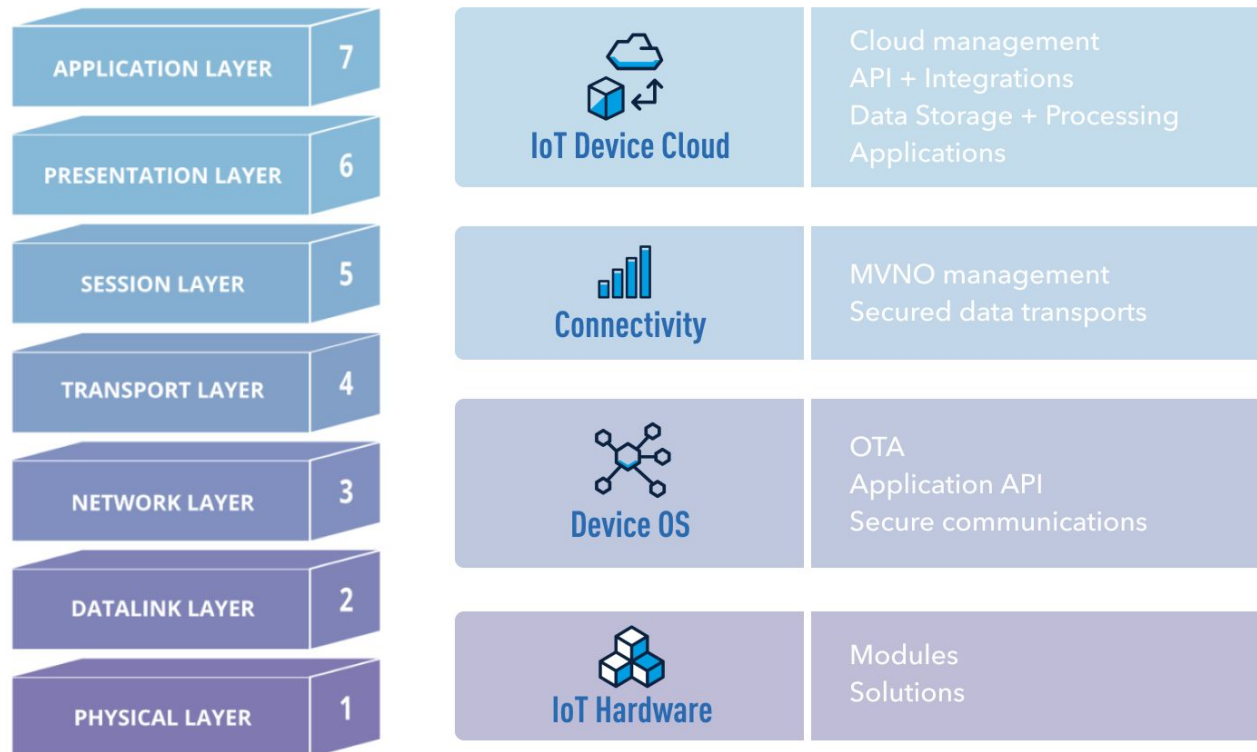 APPLICATION LAYER 7
PRESENTATION LAYER 6
SESSION LAYER 5
TRANSPORT LAYER 4
NETWORK LAYER 3
DATALINK LAYER 2
PHYSICAL LAYER 1
IoT Device Cloud
Cloud management
API + Integrations
Data Storage + Processing
Applications
Connectivity
MVNO management
Secured data transports
Device OS
OTA
Application API
Secure communications
IoT Hardware
Modules
Solutions